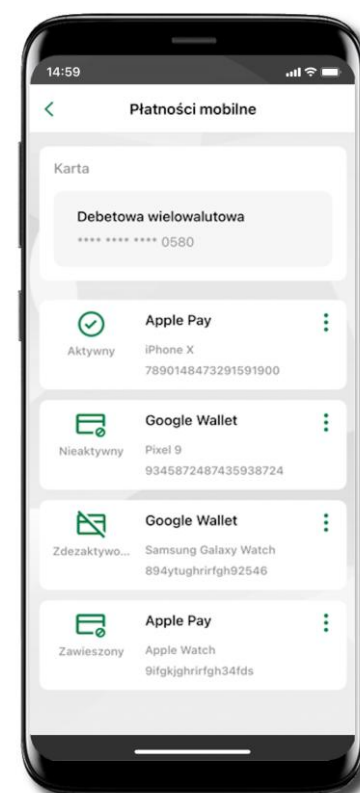 14:59
Płatności mobilne
Karta
Debetowa wielowalutowa
**** **** **** 0580
Apple Pay
Aktywny
iPhone X
7890148473291591900
Google Wallet
Nieaktywny
Pixel 9
9345872487435938724
Google Wallet
Zdezaktywo...
Samsung Galaxy Watch
894ytughrirfgh92546
Apple Pay
Zawieszony
Apple Watch
9ifgkjghrirfgh34fds